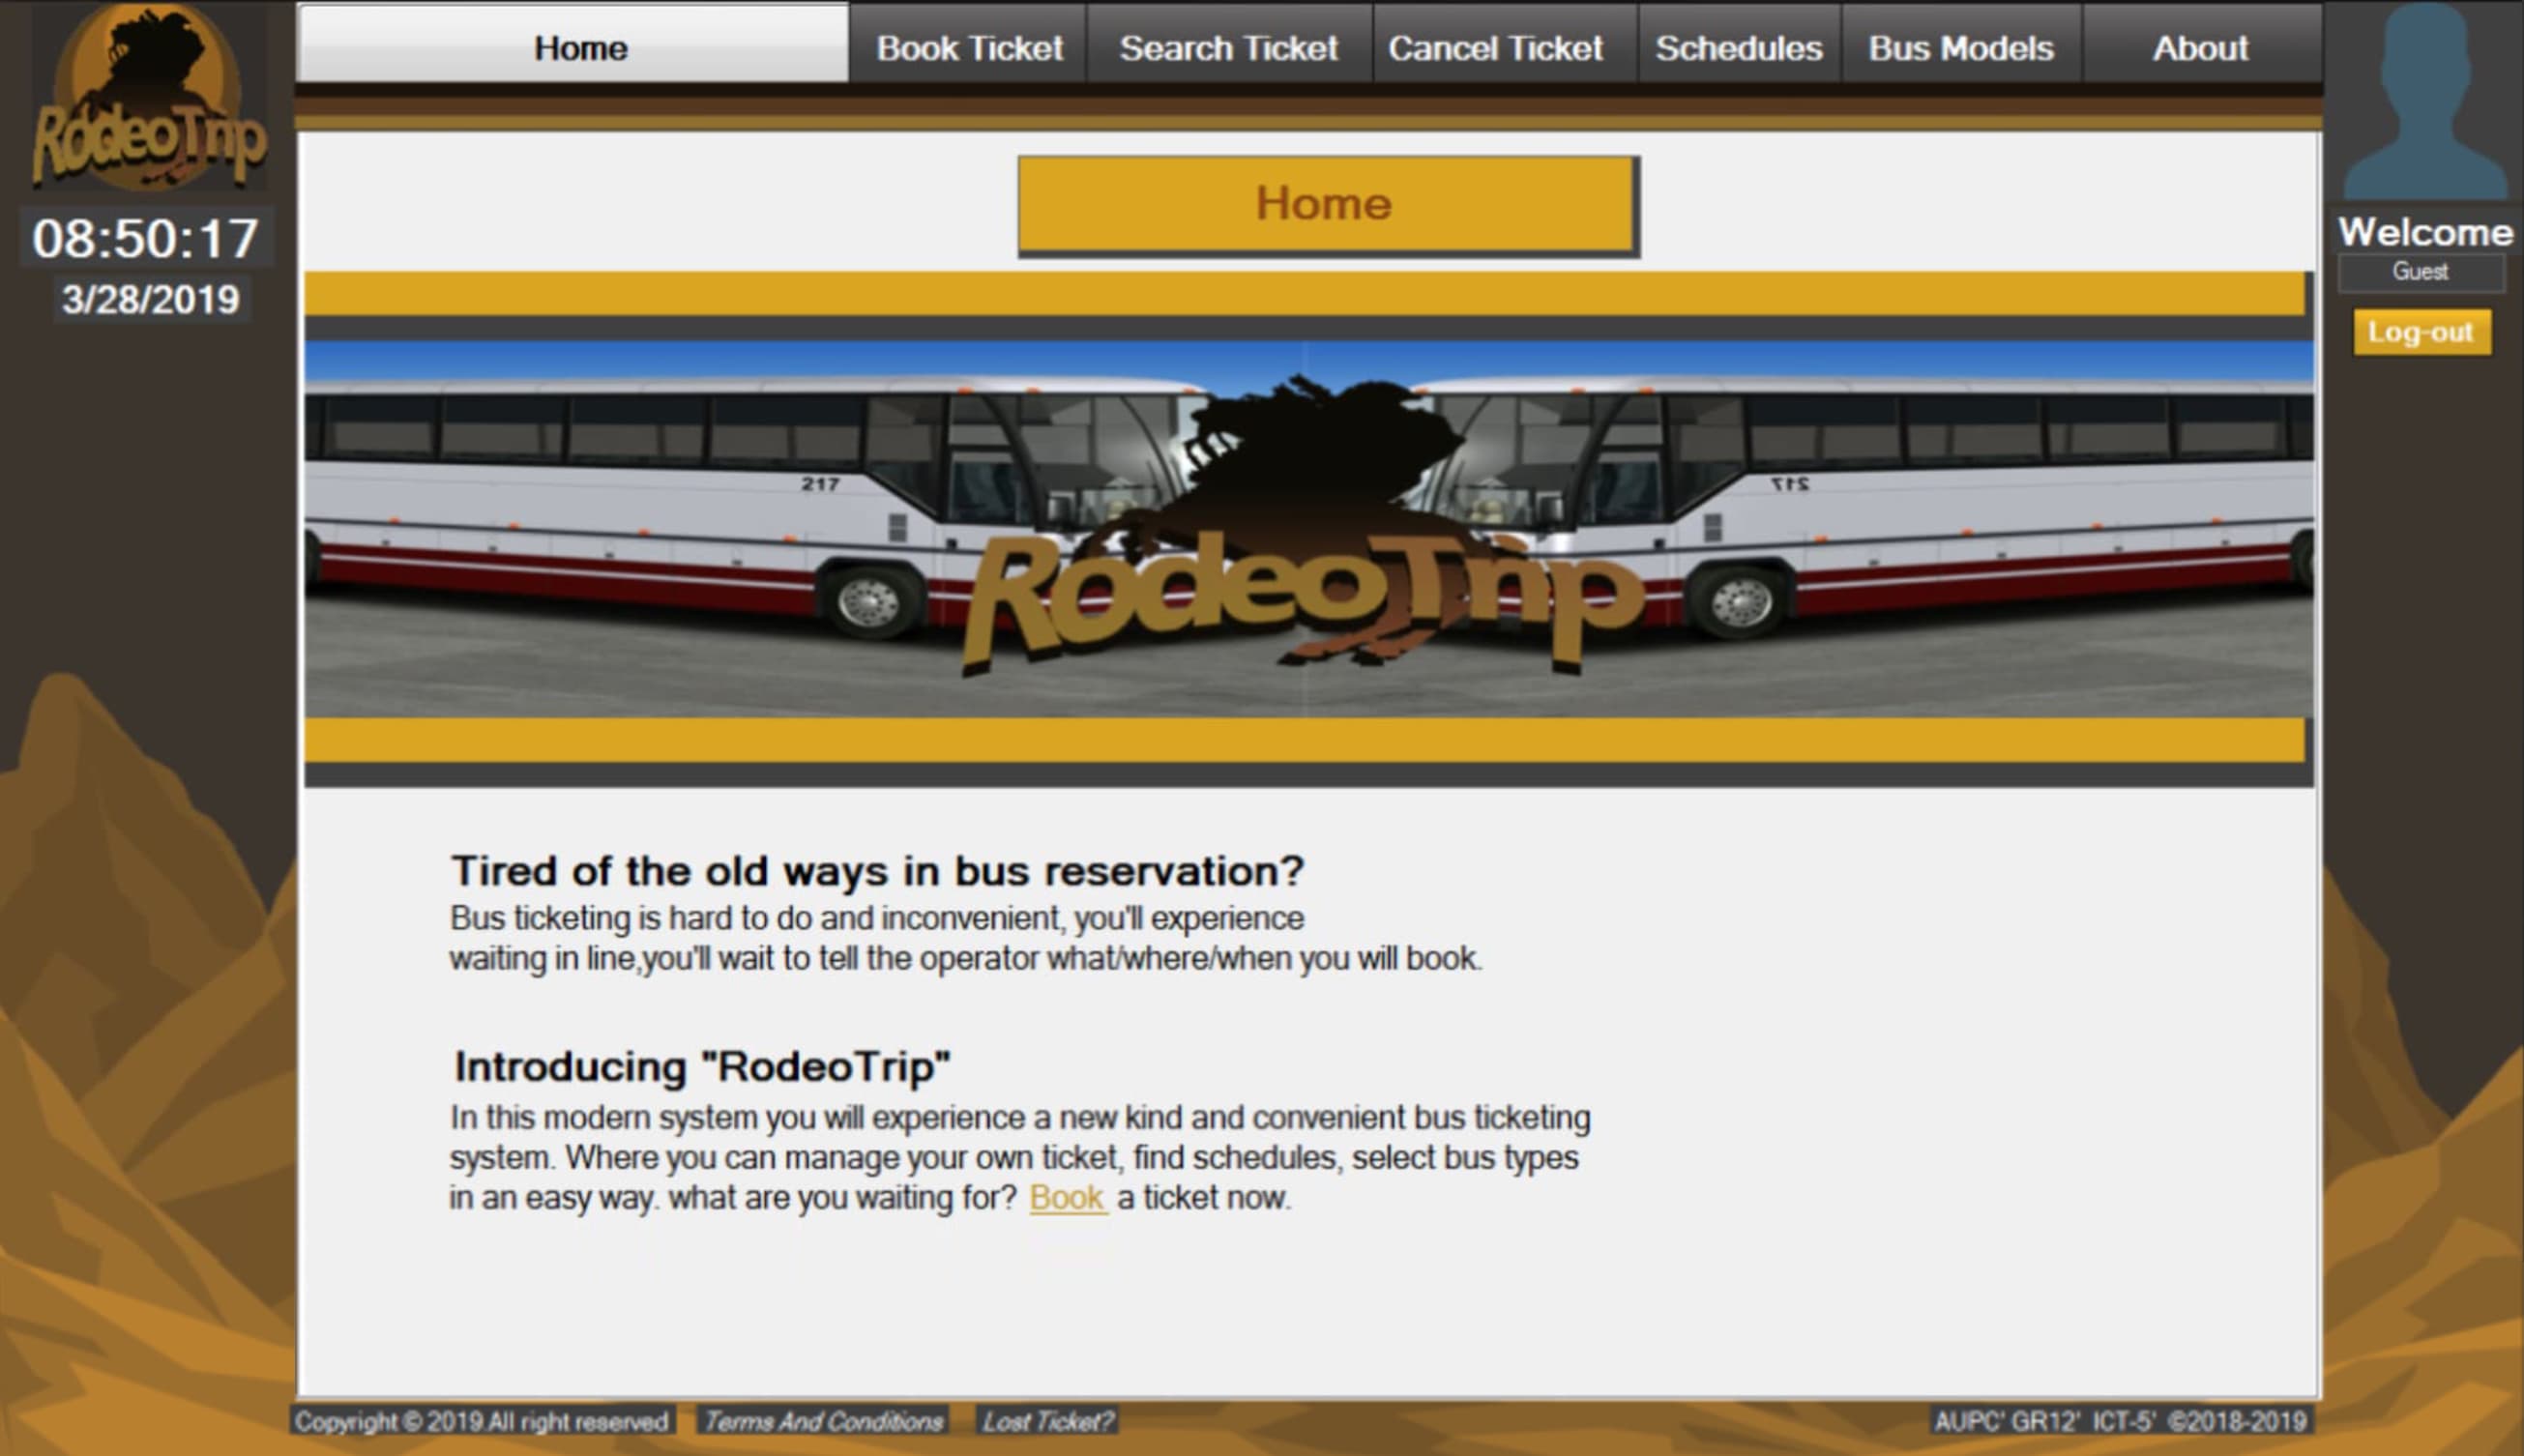 RodeoTrip
08:50:17
3/28/2019
Home
Book Ticket
Search Ticket
Cancel Ticket
Schedules
Bus Models
About
Welcome
Guest
Log-out
Home
217
217
RodeoTrip
Tired of the old ways in bus reservation?
Bus ticketing is hard to do and inconvenient, you'll experience
waiting in line,you'll wait to tell the operator what/where/when you will book.
Introducing "RodeoTrip"
In this modern system you will experience a new kind and convenient bus ticketing
system. Where you can manage your own ticket, find schedules, select bus types
in an easy way. what are you waiting for? Book a ticket now.
Copyright © 2019.All right reserved
Terms And Conditions
Lost Ticket?
AUPC' GR12' ICT-5' ©2018-2019